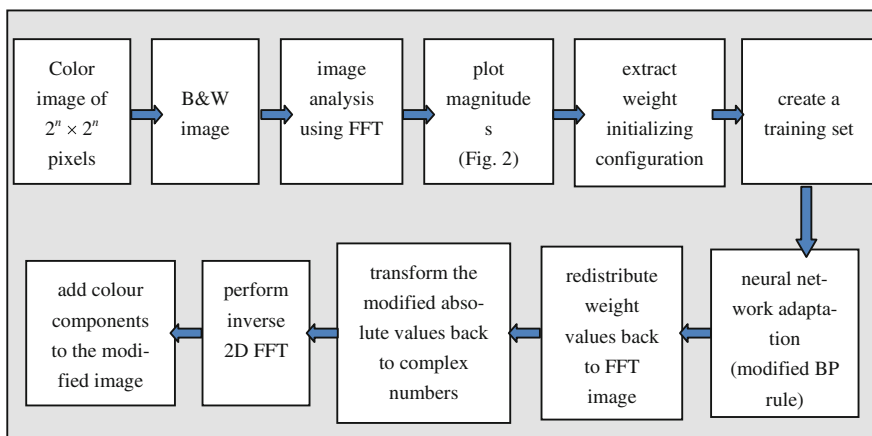 Color
image of
2ⁿ × 2ⁿ
pixels
B&W
image
image
analysis
using FFT
plot
magnitude
s
(Fig. 2)
extract
weight
initializing
configuration
create a
training set
add colour
components
to the modi-
fied image
perform
inverse
2D FFT
transform the
modified abso-
lute values back
to complex
numbers
redistribute
weight
values back
to FFT
image
neural net-
work adapta-
tion
(modified BP
rule)